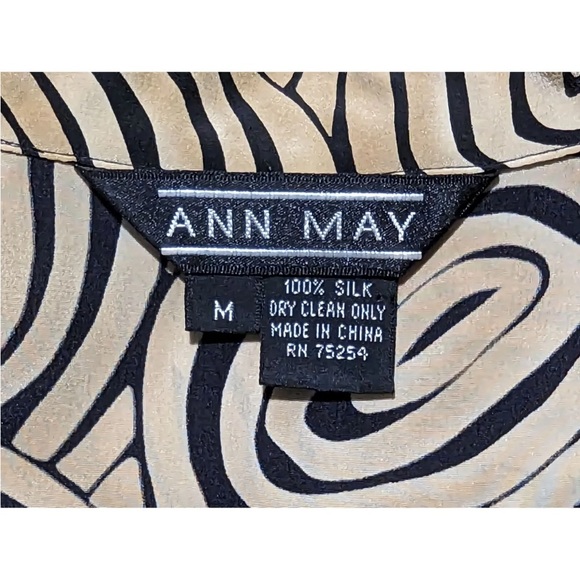 ANN MAY
M
100% SILK
DRY CLEAN ONLY
MADE IN CHINA
RN 75254